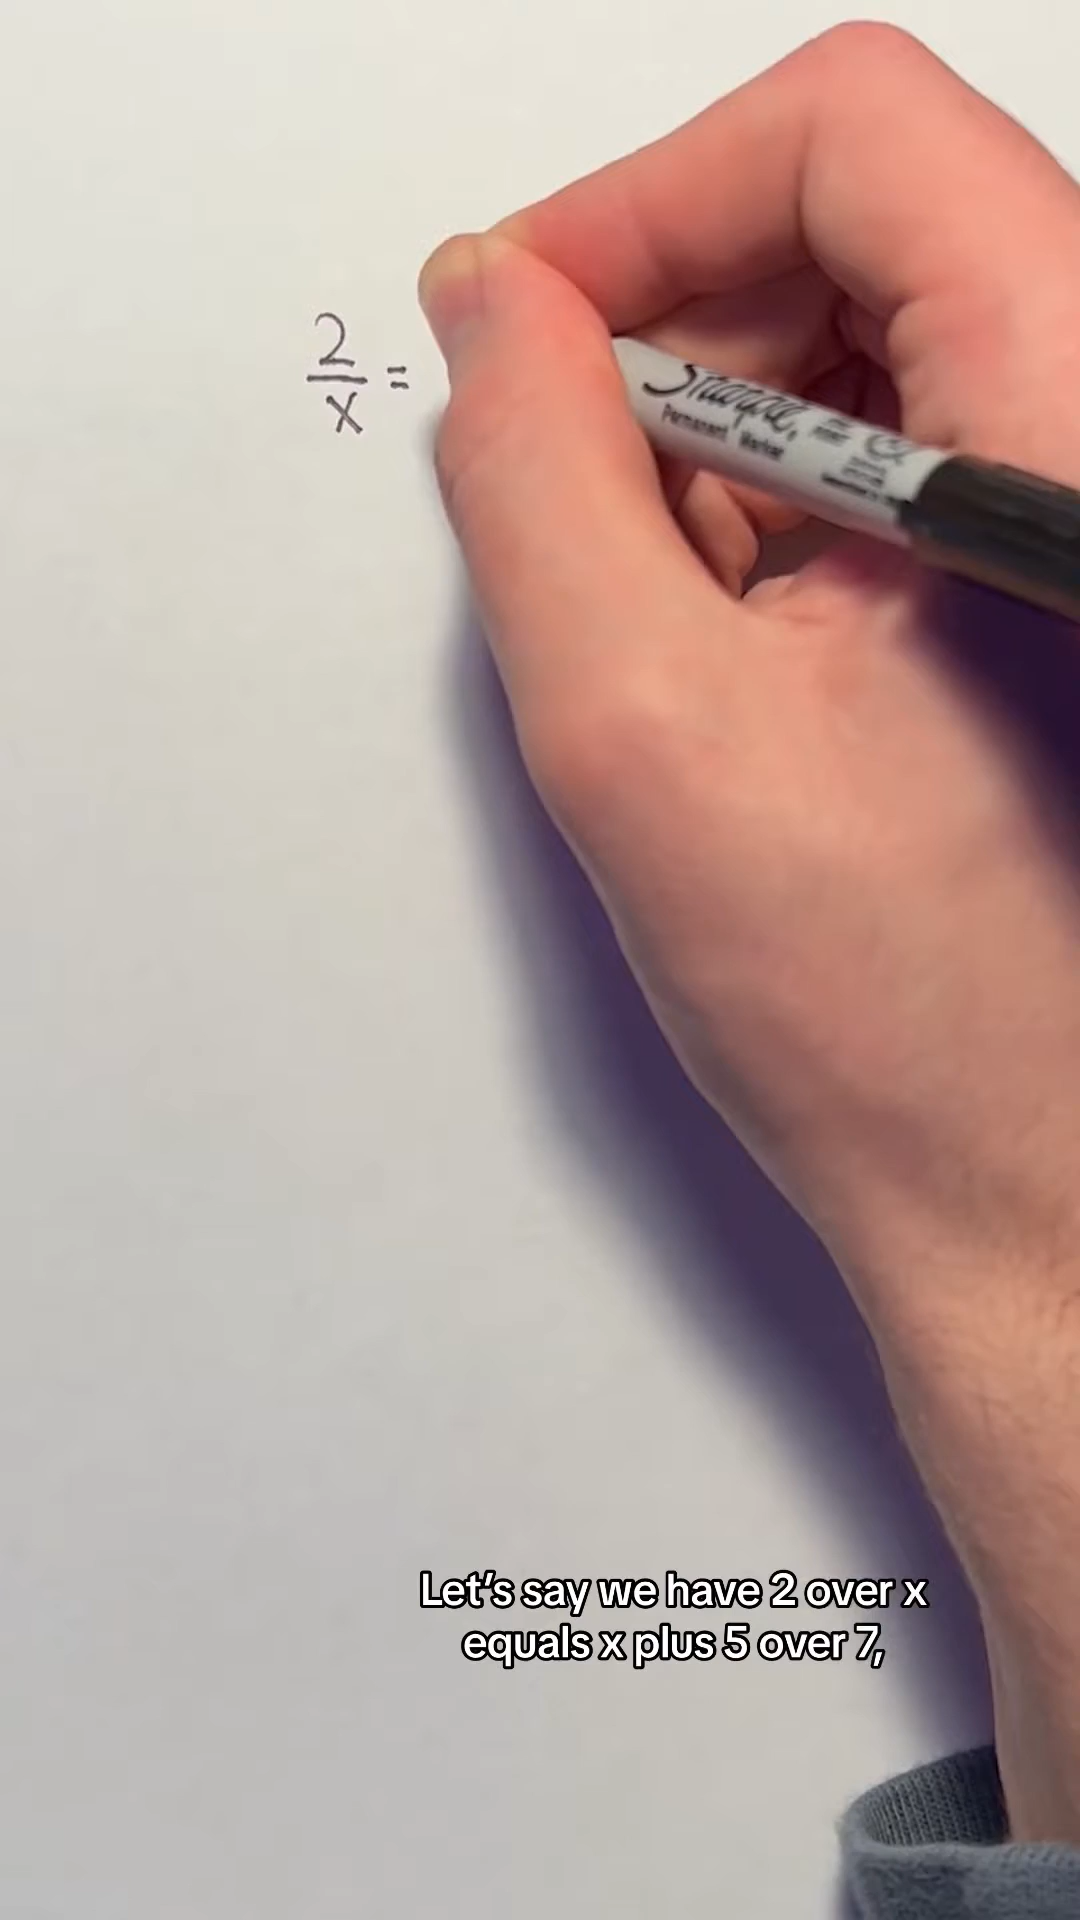 2
x =
Sharpie.
Permanent Marker
Let's say we have 2 over x
equals x plus 5 over 7,